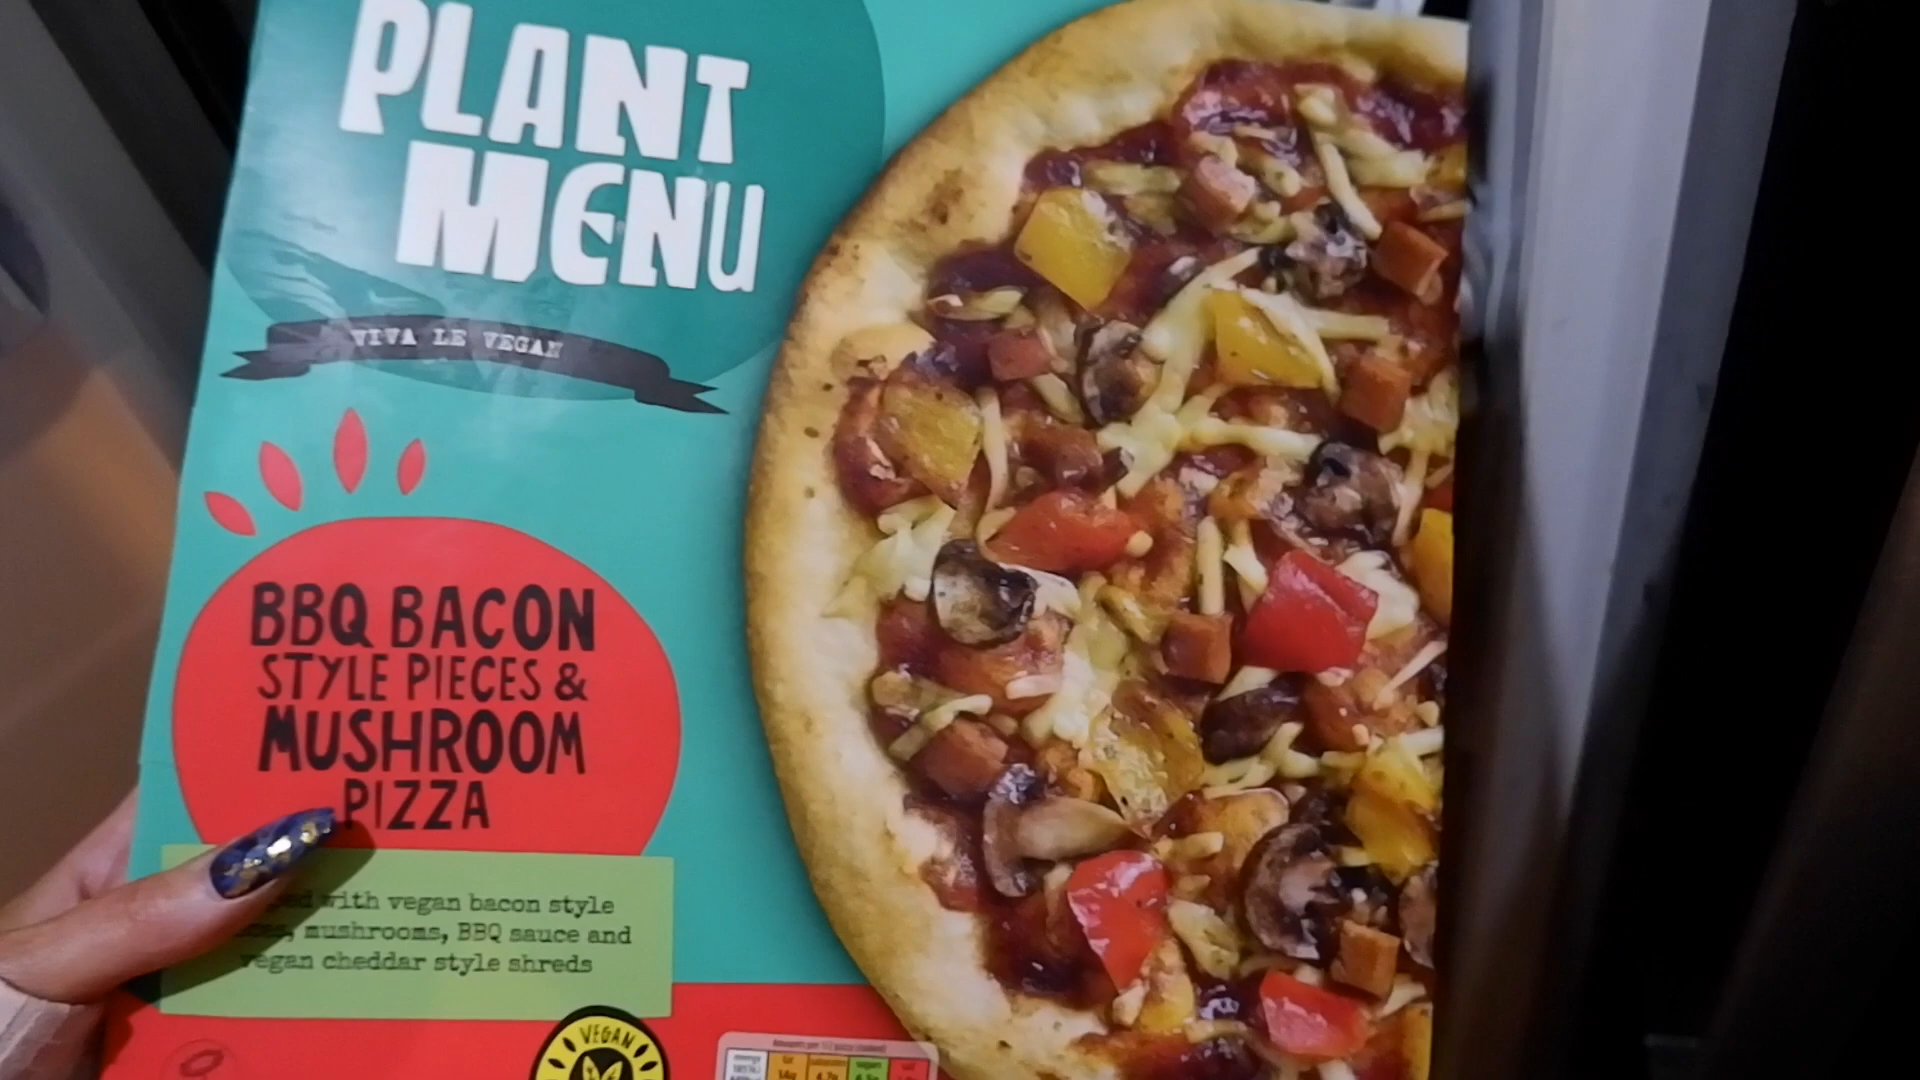 PLANT
MENU
VIVA LE VEGAN
BBQ BACON
STYLE PIECES &
MUSHROOM
PIZZA
with vegan bacon style
mushrooms, BBQ sauce and
vegan cheddar style shreds
VEGAN